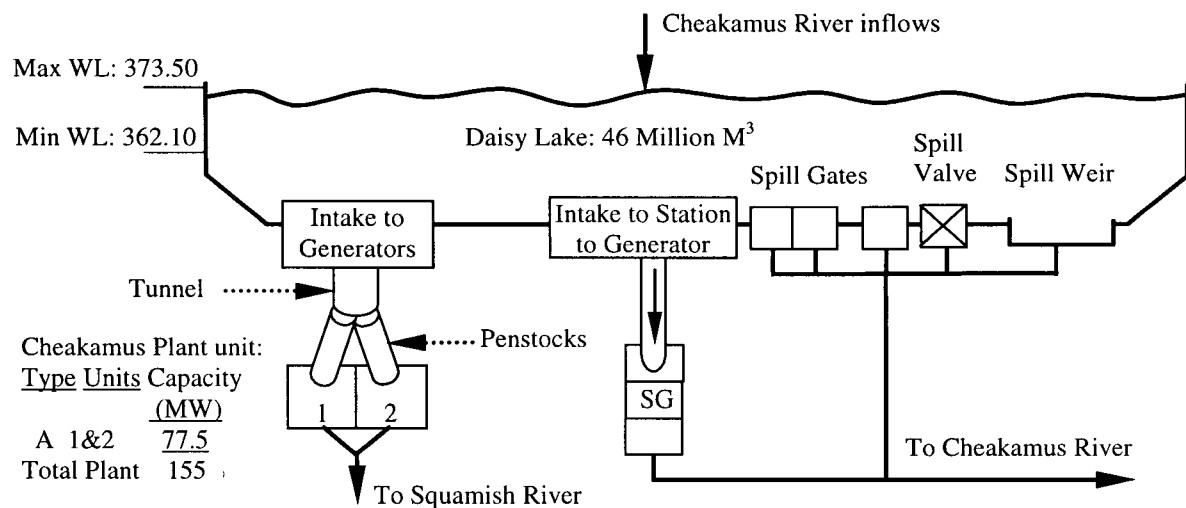 Cheakamus River inflows
Max WL: 373.50
Min WL: 362.10
Daisy Lake: 46 Million M³
Spill
Valve
Spill Gates
Spill Weir
Intake to
Generators
Intake to Station
to Generator
Tunnel
Penstocks
Cheakamus Plant unit:
Type Units Capacity
(MW)
A 1&2 77.5
Total Plant 155
1 2
SG
To Squamish River
To Cheakamus River